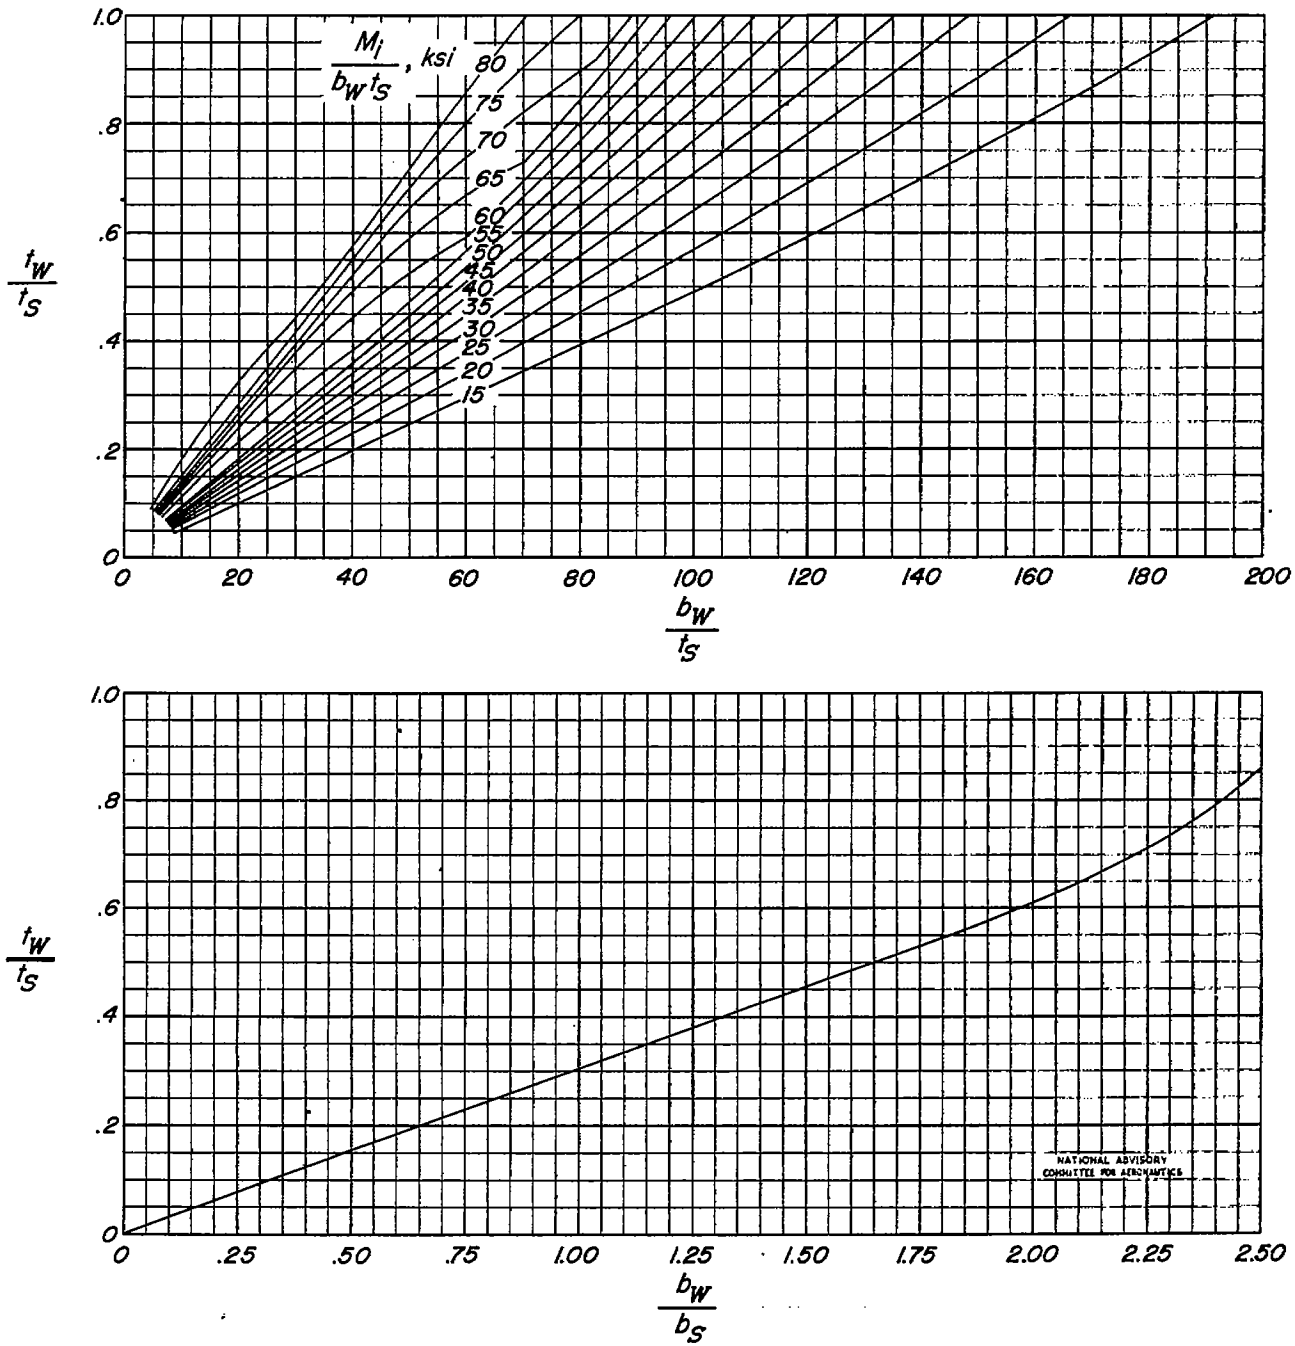 1.0
M_i / b_W t_S , ksi
80
75
.8
70
65
60
.6
55
50
t_W / t_S
45
40
35
30
.4
25
20
15
.2
0
0 20 40 60 80 100 120 140 160 180 200
b_W / t_S
1.0
.8
.6
t_W / t_S
.4
.2
NATIONAL ADVISORY
COMMITTEE FOR AERONAUTICS
0
0 .25 .50 .75 1.00 1.25 1.50 1.75 2.00 2.25 2.50
b_W / b_S